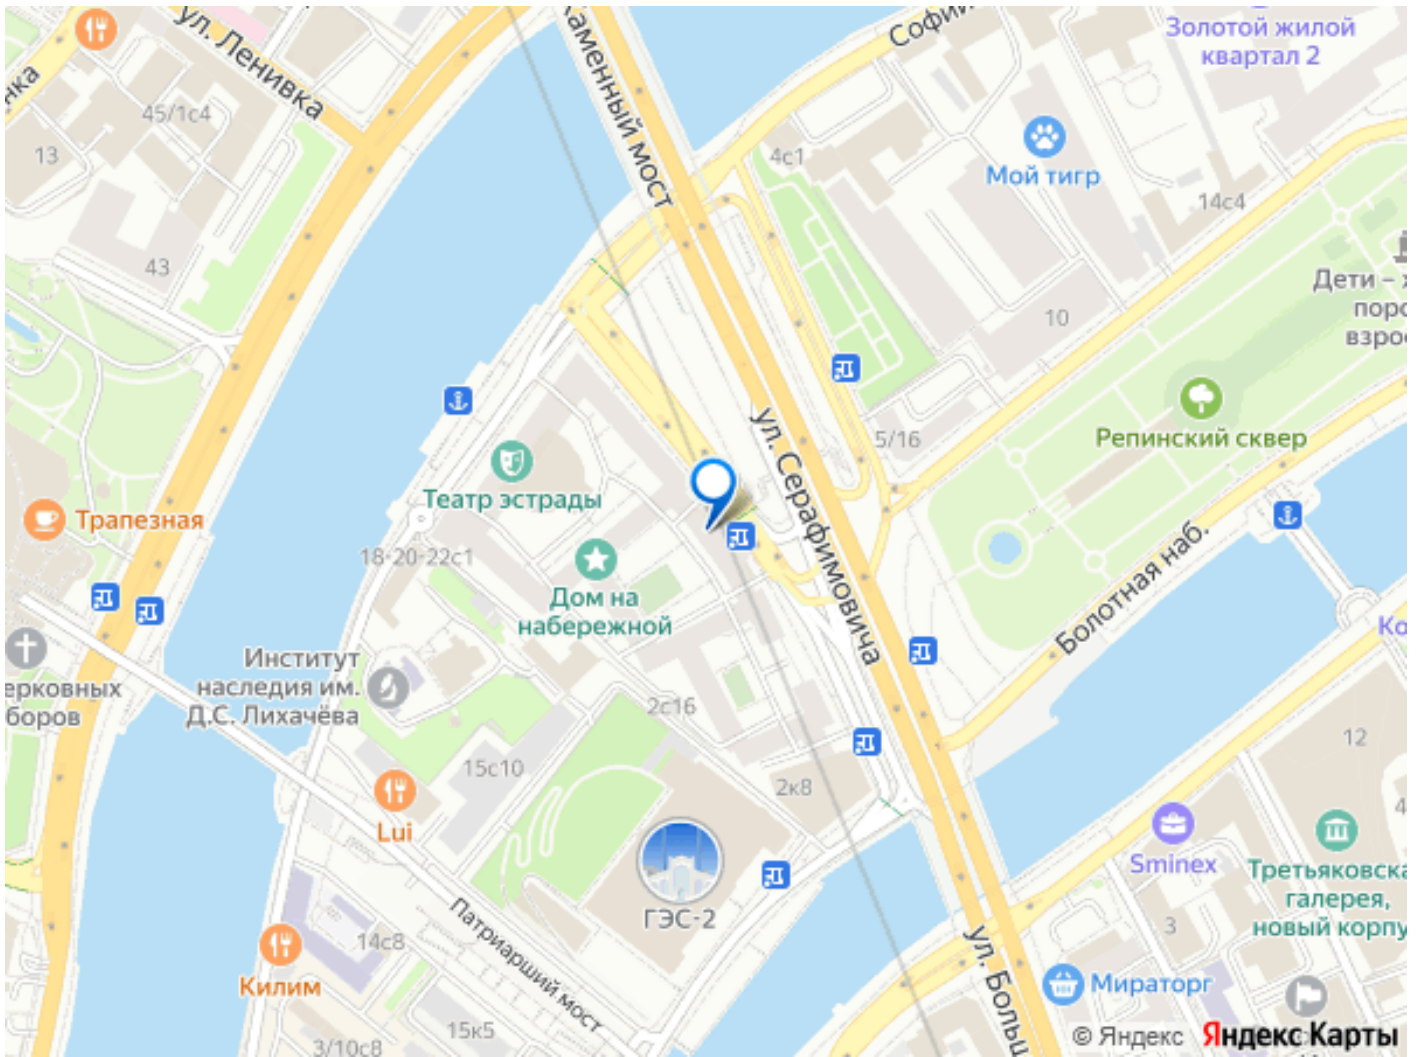 ул. Ленивка
45/1с4
13
43
Каменный мост
4с1
Золотой жилой
квартал 2
Мой тигр
14с4
10
Дети –
взро
5/16
Репинский сквер
ул. Серафимовича
Театр эстрады
Трапезная
18-20-22с1
Дом на
набережной
Болотная наб.
Институт
наследия им.
Д.С. Лихачёва
ерковных
боров
2с16
15с10
2к8
12
Lui
Sminex
Третьяковска
галерея,
новый корпу
ГЭС-2
Патриарший мост
14с8
Килим
3
ул. Больш
Мираторг
15к5
3/10с8
© Яндекс
Яндекс Карты